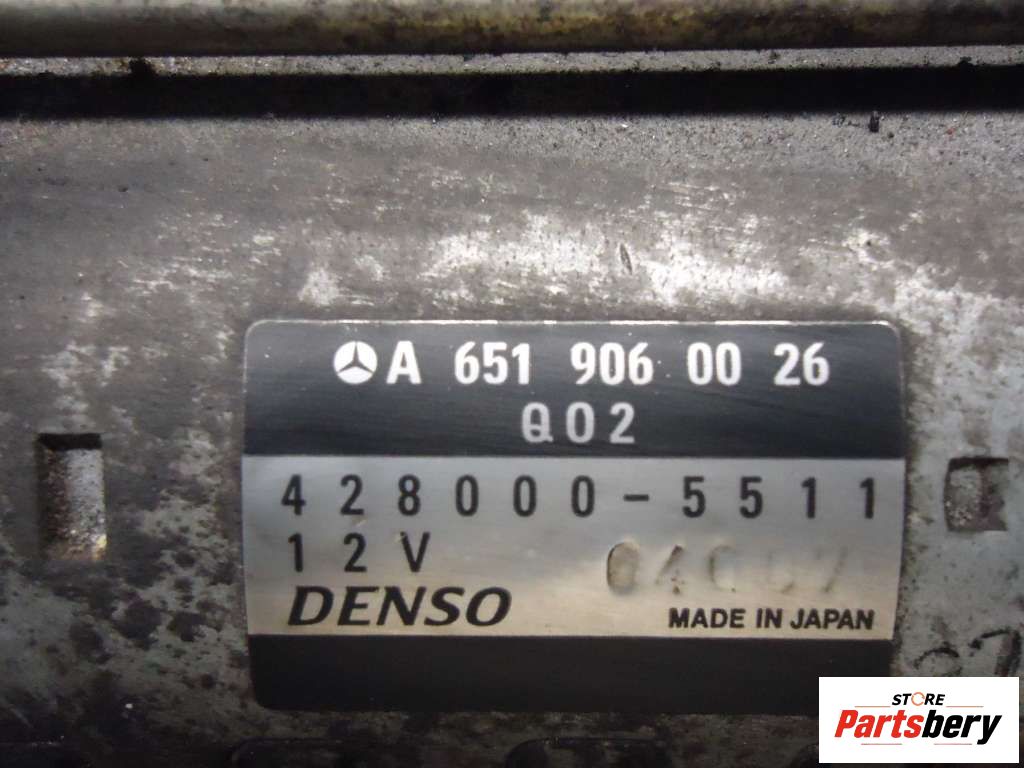 A 651 906 00 26
Q02
428000-5511
12V
DENSO
MADE IN JAPAN
STORE
Partsbery